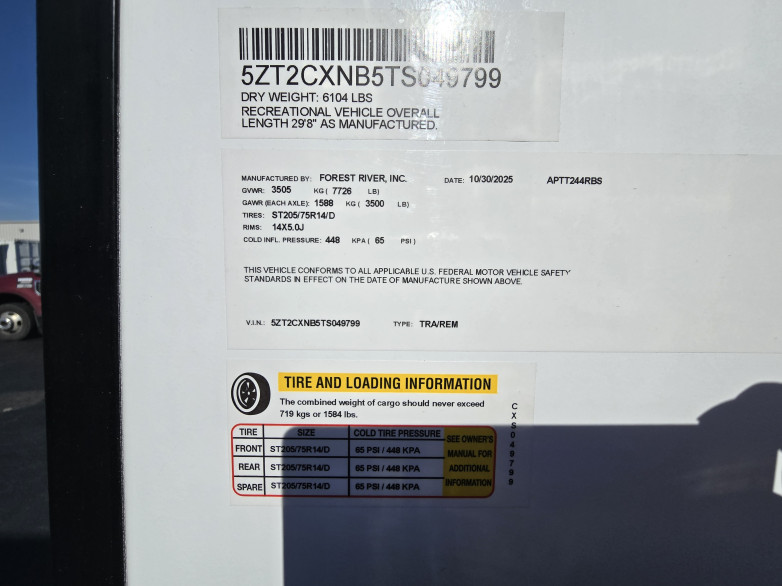 5ZT2CXNB5TS049799
DRY WEIGHT: 6104 LBS
RECREATIONAL VEHICLE OVERALL
LENGTH 29'8" AS MANUFACTURED.
MANUFACTURED BY: FOREST RIVER, INC. DATE: 10/30/2025 APTT244RBS
GVWR: 3505 KG ( 7726 LB)
GAWR (EACH AXLE): 1588 KG ( 3500 LB)
TIRES: ST205/75R14/D
RIMS: 14X5.0J
COLD INFL. PRESSURE: 448 KPA ( 65 PSI )
THIS VEHICLE CONFORMS TO ALL APPLICABLE U.S. FEDERAL MOTOR VEHICLE SAFETY
STANDARDS IN EFFECT ON THE DATE OF MANUFACTURE SHOWN ABOVE.
V.I.N.: 5ZT2CXNB5TS049799 TYPE: TRA/REM
TIRE AND LOADING INFORMATION
The combined weight of cargo should never exceed
719 kgs or 1584 lbs.
TIRE SIZE COLD TIRE PRESSURE SEE OWNER'S
FRONT ST205/75R14/D 65 PSI / 448 KPA MANUAL FOR
REAR ST205/75R14/D 65 PSI / 448 KPA ADDITIONAL
SPARE ST205/75R14/D 65 PSI / 448 KPA INFORMATION
CXS049799